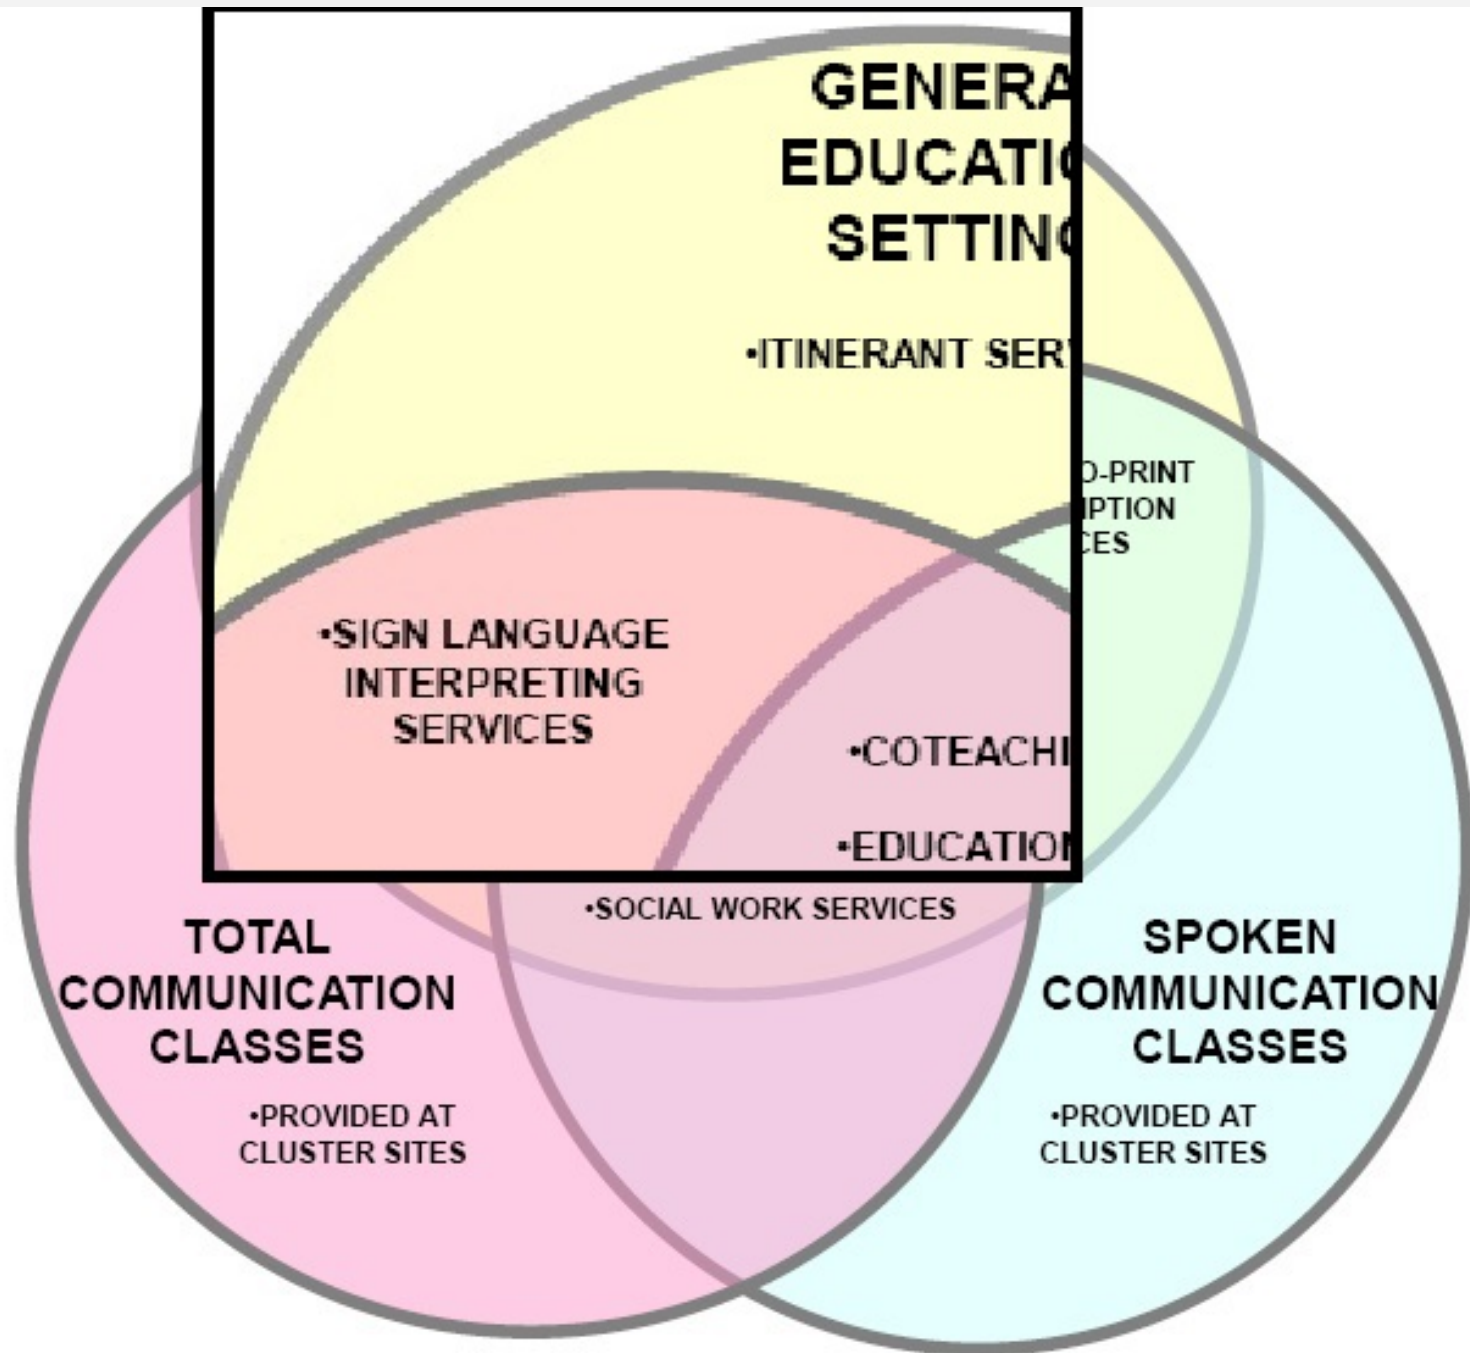 GENERA
EDUCATI
SETTIN
•ITINERANT SER
O-PRINT
IPTION
CES
•SIGN LANGUAGE
INTERPRETING
SERVICES
•COTEACHI
•EDUCATION
•SOCIAL WORK SERVICES
TOTAL
COMMUNICATION
CLASSES
•PROVIDED AT
CLUSTER SITES
SPOKEN
COMMUNICATION
CLASSES
•PROVIDED AT
CLUSTER SITES